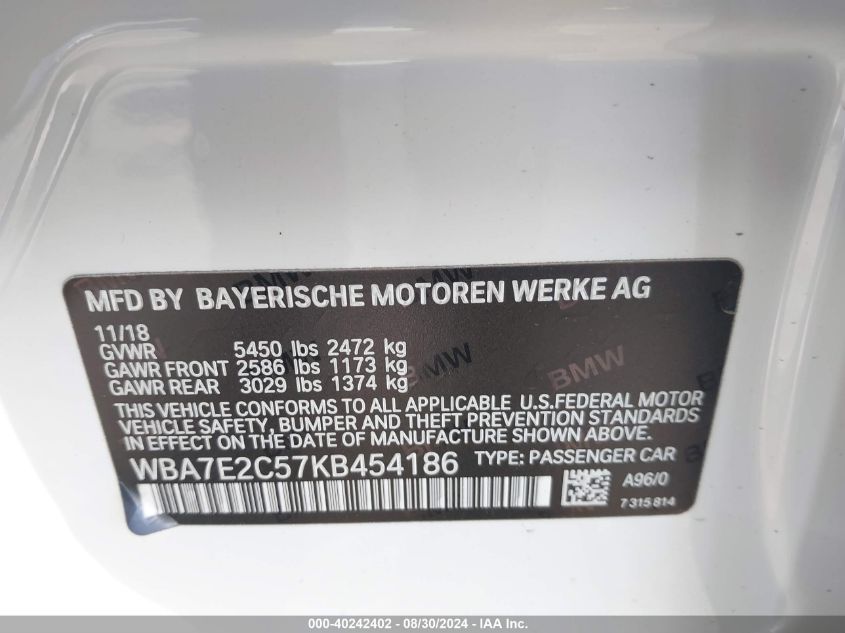 MFD BY BAYERISCHE MOTOREN WERKE AG
11/18
GVWR 5450 lbs 2472 kg
GAWR FRONT 2586 lbs 1173 kg
GAWR REAR 3029 lbs 1374 kg
THIS VEHICLE CONFORMS TO ALL APPLICABLE U.S.FEDERAL MOTOR
VEHICLE SAFETY, BUMPER AND THEFT PREVENTION STANDARDS
IN EFFECT ON THE DATE OF MANUFACTURE SHOWN ABOVE.
WBA7E2C57KB454186 TYPE: PASSENGER CAR
A96/0
7 315 814
BMW
BMW
BMW
000-40242402 - 08/30/2024 - IAA Inc.